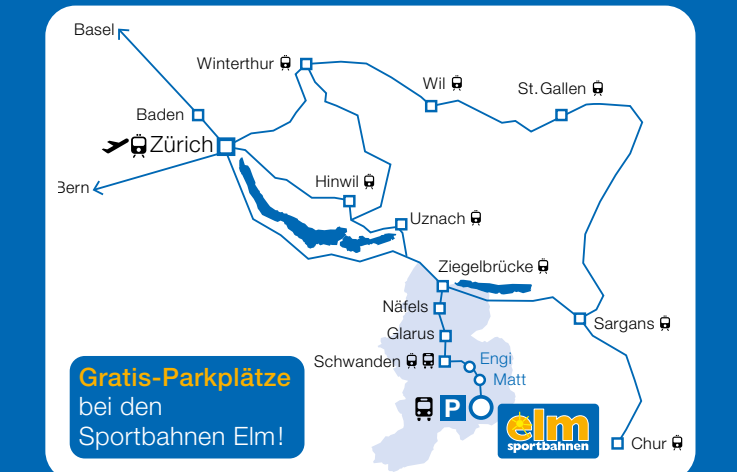 Basel
Winterthur
Wil
St. Gallen
Baden
Zürich
Hinwil
Bern
Uznach
Ziegelbrücke
Näfels
Sargans
Glarus
Schwanden
Engi
Matt
Gratis-Parkplätze
bei den
Sportbahnen Elm!
P
elm
sportbahnen
Chur